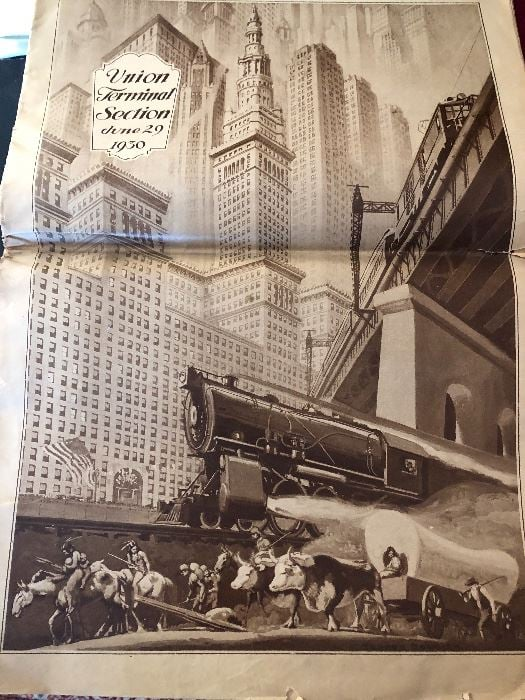 Union
Terminal
Section
June 29
1930